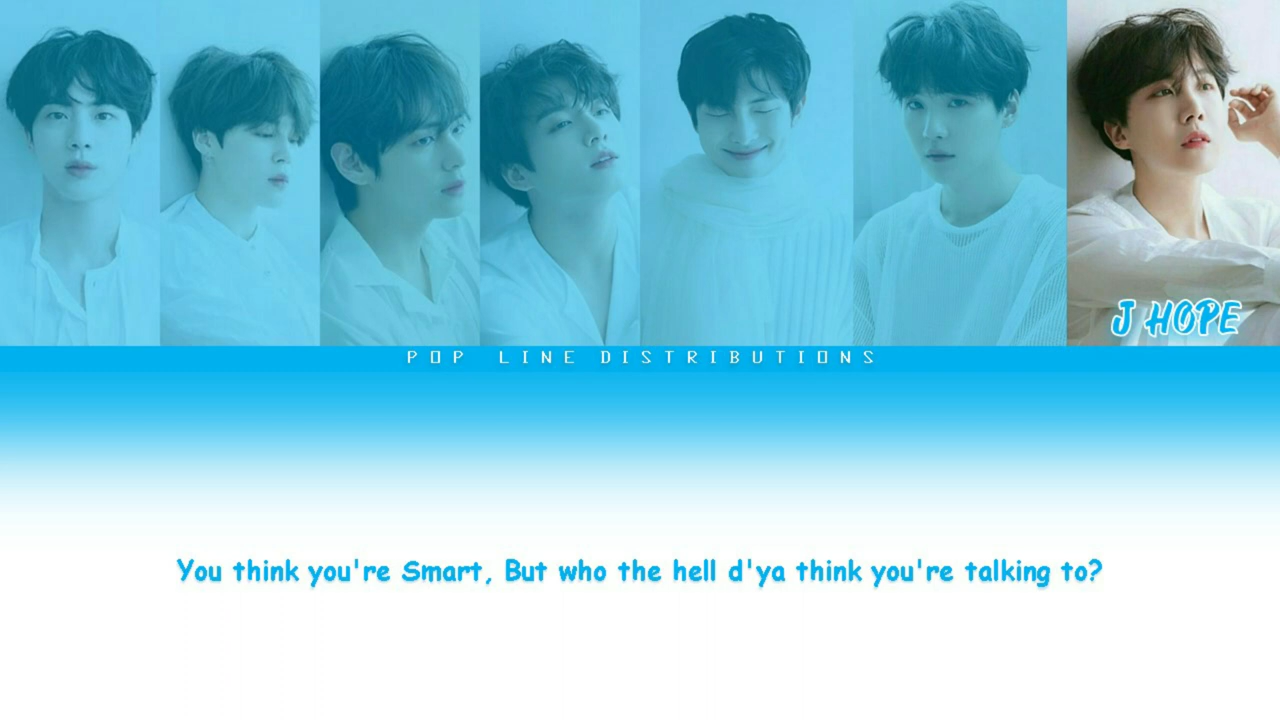 J HOPE
POP LINE DISTRIBUTIONS
You think you're Smart, But who the hell d'ya think you're talking to?